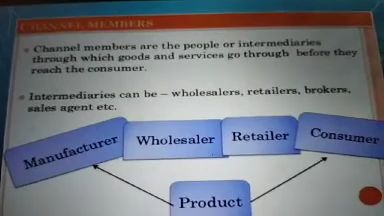 CHANNEL MEMBERS
Channel members are the people or intermediaries
through which goods and services go through before they
reach the consumer.
Intermediaries can be – wholesalers, retailers, brokers,
sales agent etc.
Manufacturer Wholesaler Retailer Consumer
Product